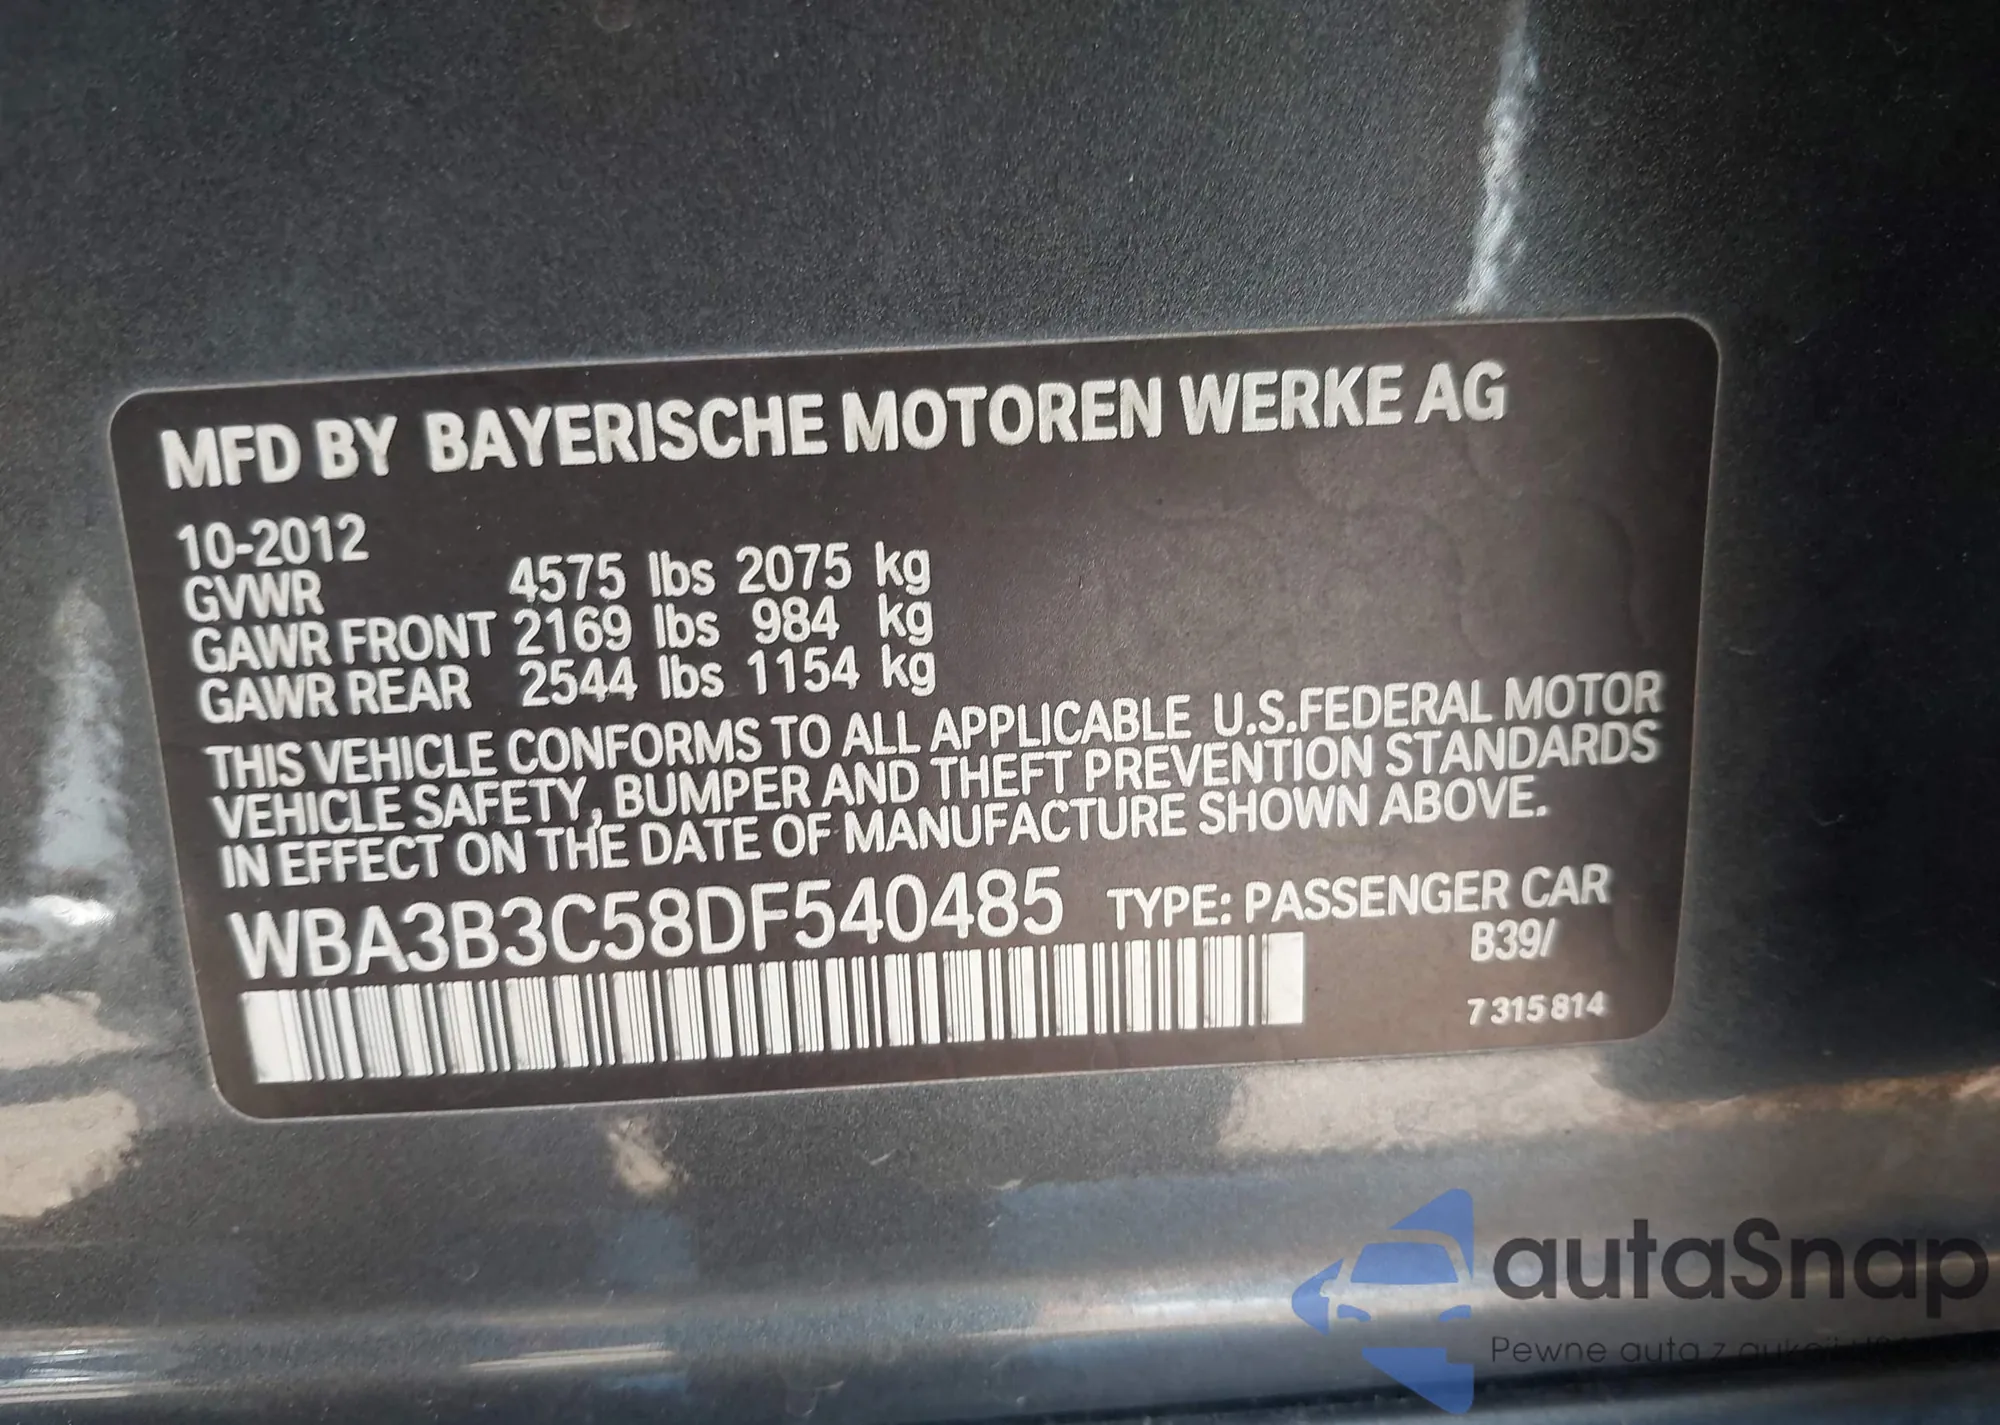 MFD BY BAYERISCHE MOTOREN WERKE AG
10-2012
GVWR 4575 lbs 2075 kg
GAWR FRONT 2169 lbs 984 kg
GAWR REAR 2544 lbs 1154 kg
THIS VEHICLE CONFORMS TO ALL APPLICABLE U.S.FEDERAL MOTOR
VEHICLE SAFETY, BUMPER AND THEFT PREVENTION STANDARDS
IN EFFECT ON THE DATE OF MANUFACTURE SHOWN ABOVE.
WBA3B3C58DF540485 TYPE: PASSENGER CAR
B39/
7 315 814
autaSnap
Pewne auta z aukcji